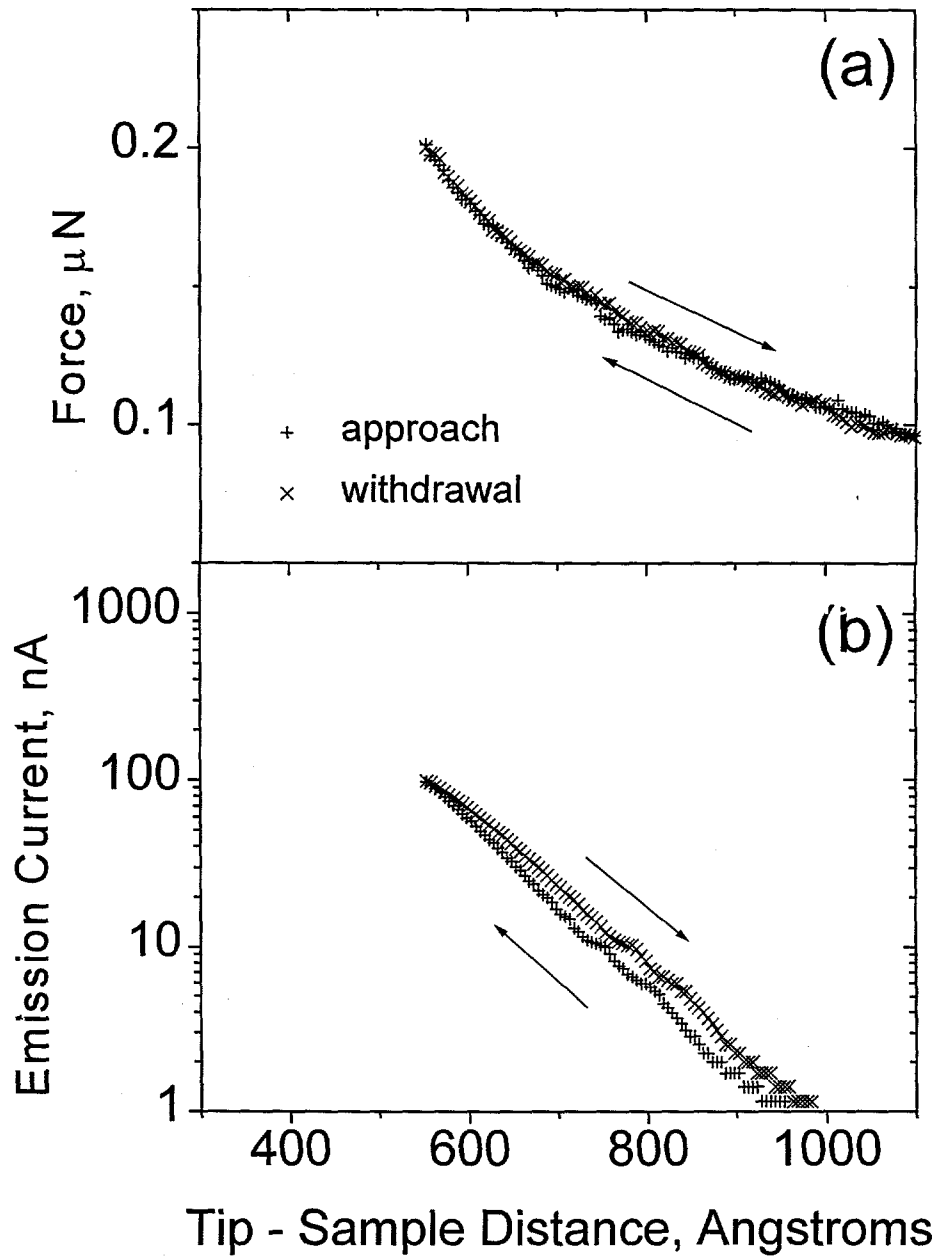 (a)
0.2
0.1
Force, μN
+ approach
× withdrawal
(b)
1000
100
10
1
Emission Current, nA
400 600 800 1000
Tip - Sample Distance, Angstroms